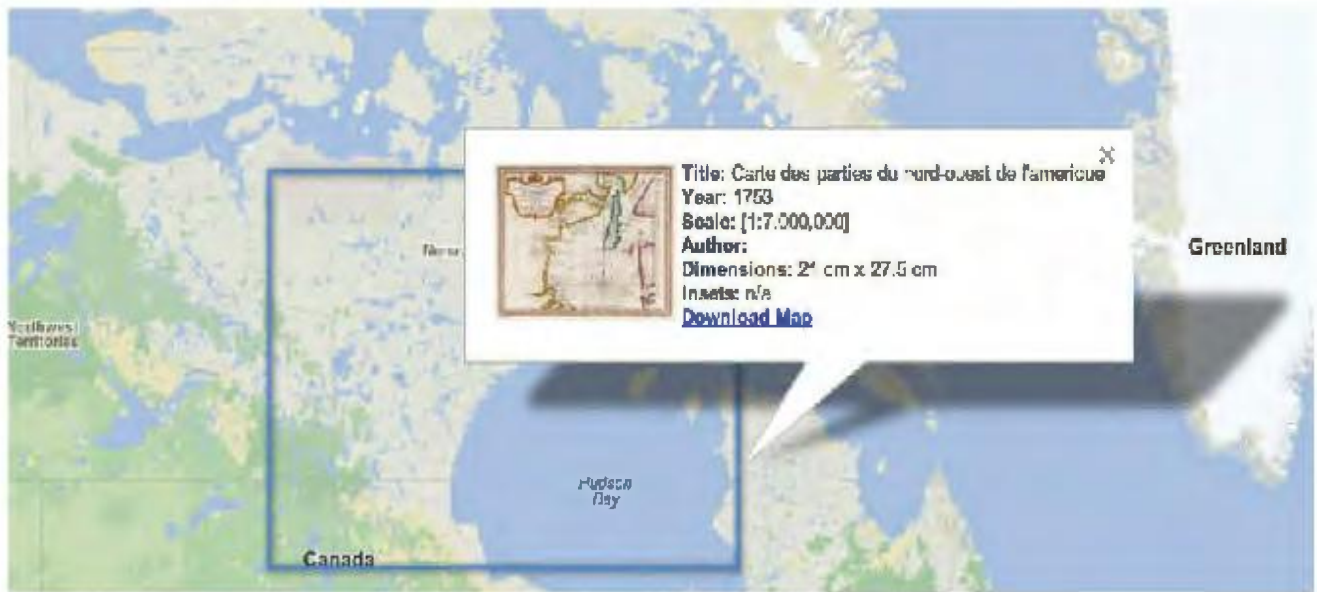 Title: Carte des parties du nord-ouest de l'amerique
Year: 1753
Scale: [1:7,000,000]
Author:
Dimensions: cm x 27.5 cm
Insets: n/a
Download Map
Greenland
Northwest
Territories
Hudson
Bay
Canada